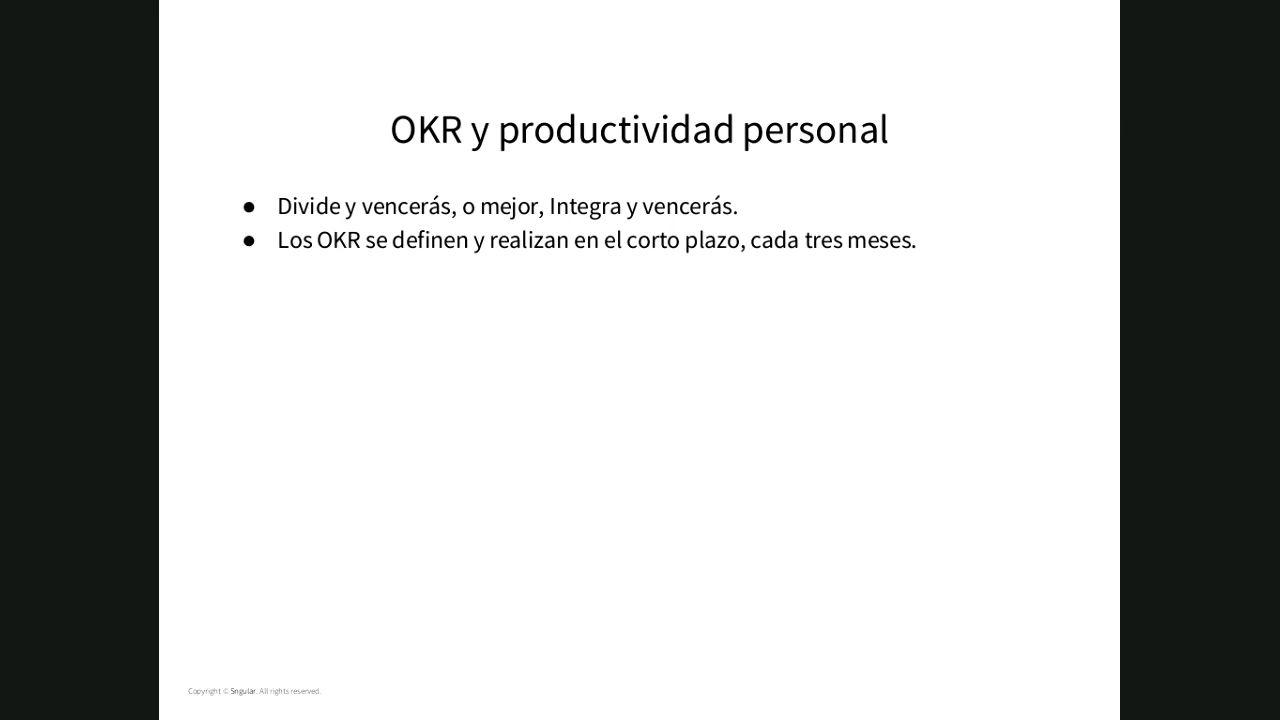 OKR y productividad personal
● Divide y vencerás, o mejor, Integra y vencerás.
● Los OKR se definen y realizan en el corto plazo, cada tres meses.
Copyright © Sngular. All rights reserved.